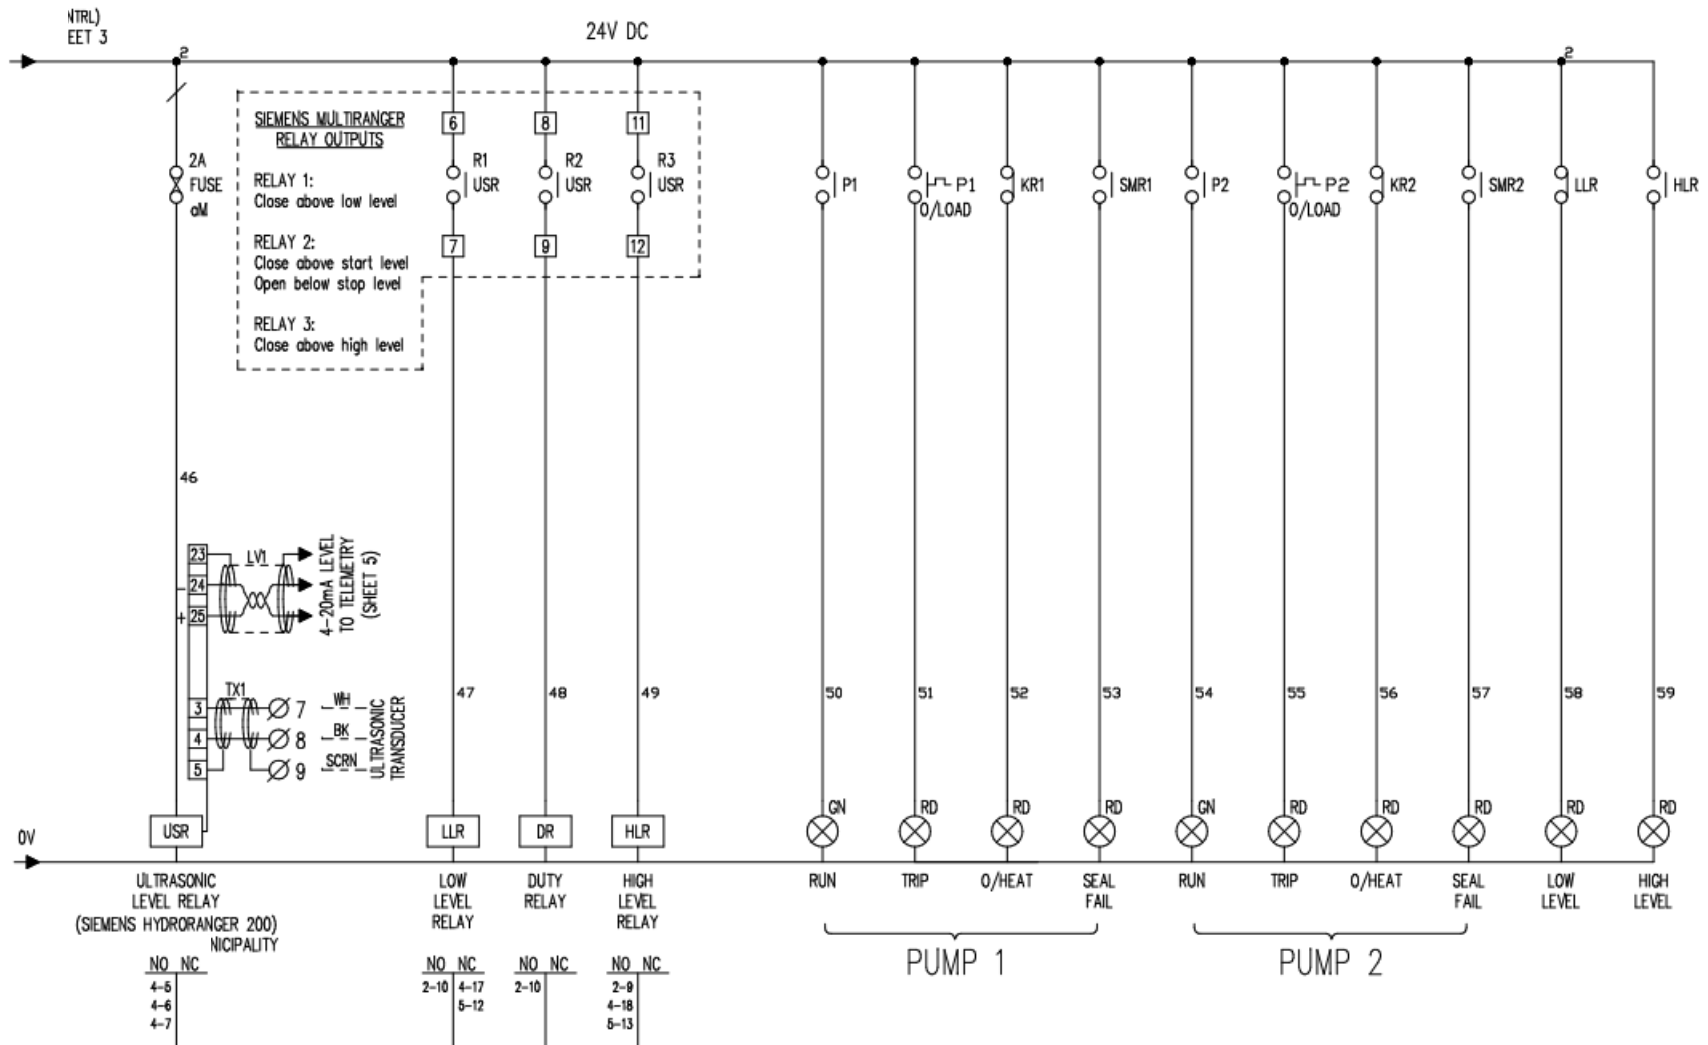 NTRL)
EET 3
24V DC
2
2
SIEMENS MULTIRANGER
RELAY OUTPUTS
RELAY 1:
Close above low level
RELAY 2:
Close above start level
Open below stop level
RELAY 3:
Close above high level
6
8
11
2A
FUSE
aM
R1
USR
R2
USR
R3
USR
7
9
12
P1
P1
O/LOAD
KR1
SMR1
P2
P2
O/LOAD
KR2
SMR2
LLR
HLR
46
23
24
25
-
+
LV1
4-20mA LEVEL
TO TELEMETRY
(SHEET 5)
TX1
3
4
5
7
8
9
WH
BK
SCRN
ULTRASONIC
TRANSDUCER
47
48
49
50
51
52
53
54
55
56
57
58
59
GN
RD
RD
RD
GN
RD
RD
RD
RD
RD
0V
USR
LLR
DR
HLR
ULTRASONIC
LEVEL RELAY
(SIEMENS HYDRORANGER 200)
NICIPALITY
LOW
LEVEL
RELAY
DUTY
RELAY
HIGH
LEVEL
RELAY
RUN
TRIP
O/HEAT
SEAL
FAIL
RUN
TRIP
O/HEAT
SEAL
FAIL
LOW
LEVEL
HIGH
LEVEL
PUMP 1
PUMP 2
NO NC
4-5
4-6
4-7
NO NC
2-10 4-17
5-12
NO NC
2-10
NO NC
2-9
4-18
5-13